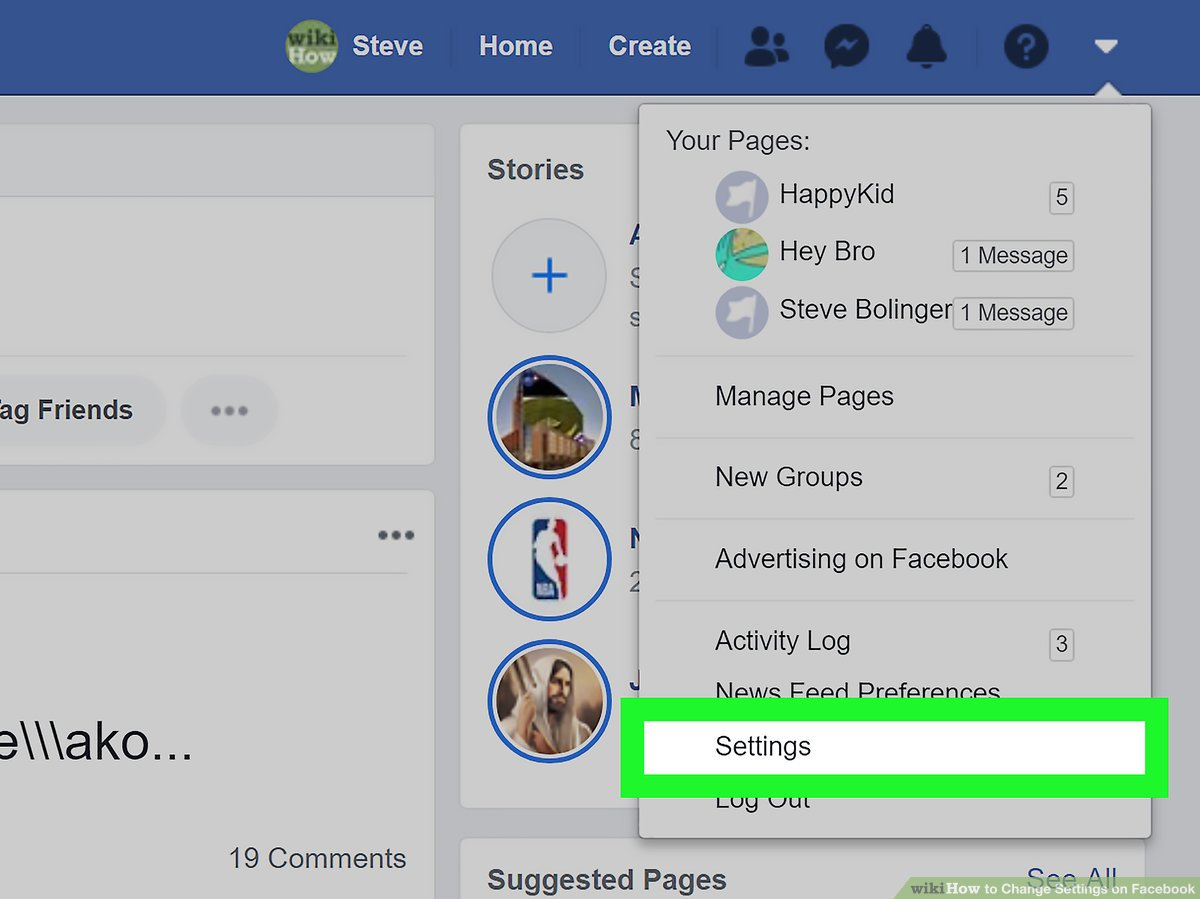 wiki How Steve Home Create
Stories
Your Pages:
HappyKid 5
Hey Bro 1 Message
Steve Bolinger 1 Message
Manage Pages
Tag Friends
New Groups 2
Advertising on Facebook
NBA
Activity Log 3
News Feed Preferences
Settings
Log Out
e\\\ako...
19 Comments
Suggested Pages See All
wikiHow to Change Settings on Facebook